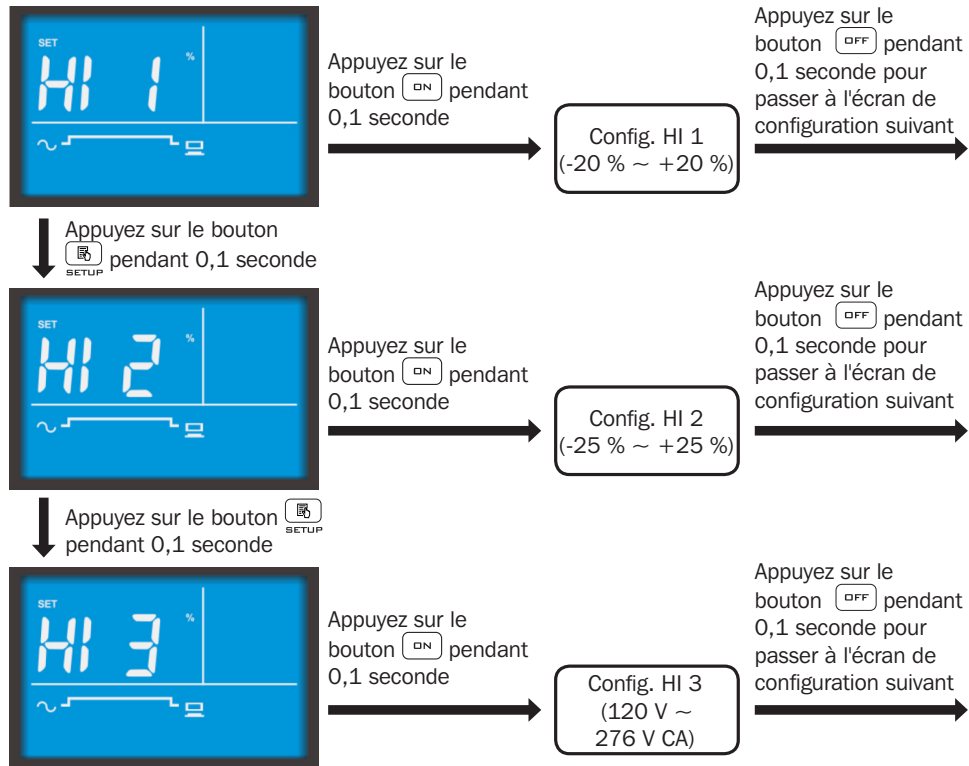 SET
HI 1 %
Appuyez sur le
bouton ON pendant
0,1 seconde
Config. HI 1
(-20 % ~ +20 %)
Appuyez sur le
bouton OFF pendant
0,1 seconde pour
passer à l'écran de
configuration suivant
Appuyez sur le bouton
SETUP pendant 0,1 seconde
SET
HI 2 %
Appuyez sur le
bouton ON pendant
0,1 seconde
Config. HI 2
(-25 % ~ +25 %)
Appuyez sur le
bouton OFF pendant
0,1 seconde pour
passer à l'écran de
configuration suivant
Appuyez sur le bouton SETUP
pendant 0,1 seconde
SET
HI 3 %
Appuyez sur le
bouton ON pendant
0,1 seconde
Config. HI 3
(120 V ~
276 V CA)
Appuyez sur le
bouton OFF pendant
0,1 seconde pour
passer à l'écran de
configuration suivant